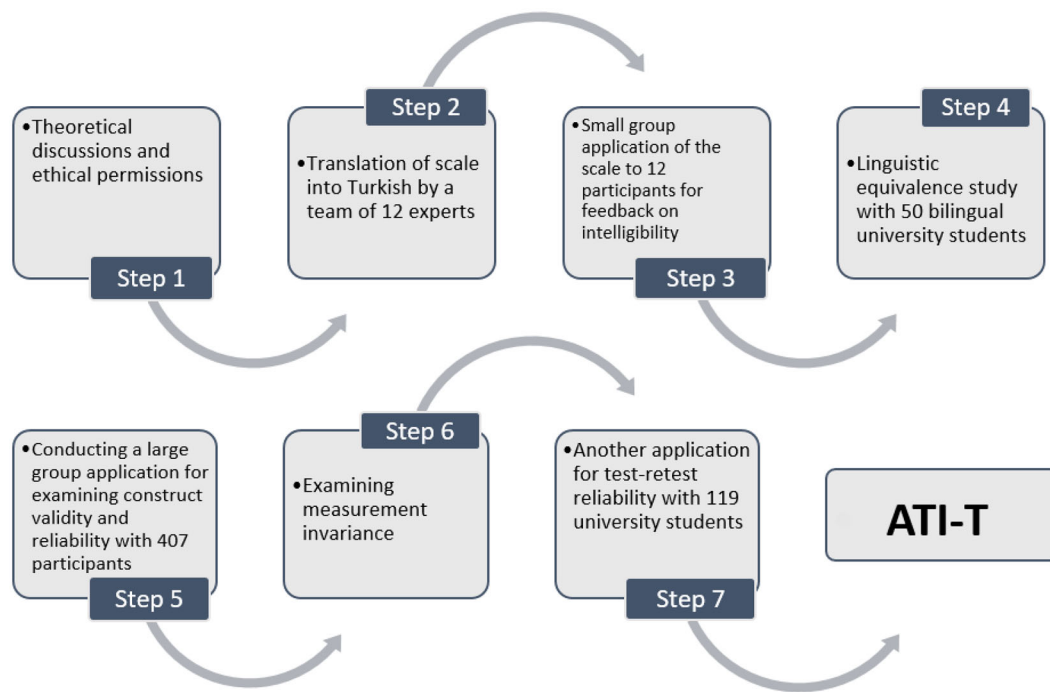 •Theoretical
discussions and
ethical permissions
Step 1
Step 2
•Translation of scale
into Turkish by a
team of 12 experts
•Small group
application of the
scale to 12
participants for
feedback on
intelligibility
Step 3
Step 4
•Linguistic
equivalence study
with 50 bilingual
university students
•Conducting a large
group application for
examining construct
validity and
reliability with 407
participants
Step 5
Step 6
•Examining
measurement
invariance
•Another application
for test-retest
reliability with 119
university students
Step 7
ATI-T